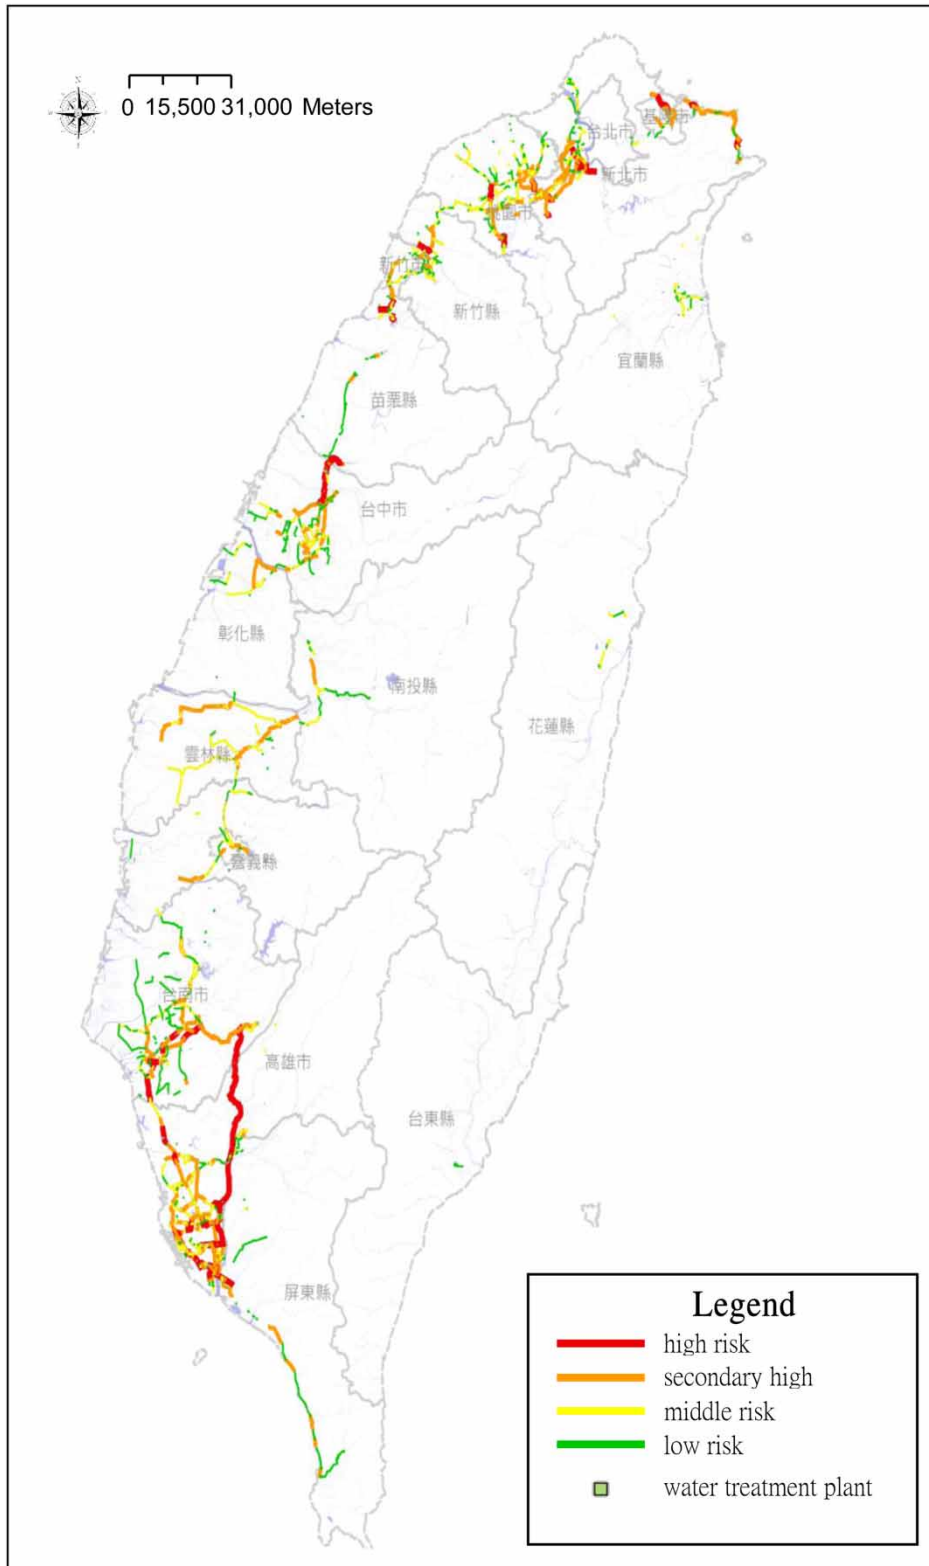 0 15,500 31,000 Meters
基隆市
台北市
新北市
桃園市
新竹市
新竹縣
宜蘭縣
苗栗縣
台中市
彰化縣
南投縣
花蓮縣
雲林縣
嘉義縣
台南市
高雄市
台東縣
屏東縣
Legend
high risk
secondary high
middle risk
low risk
water treatment plant